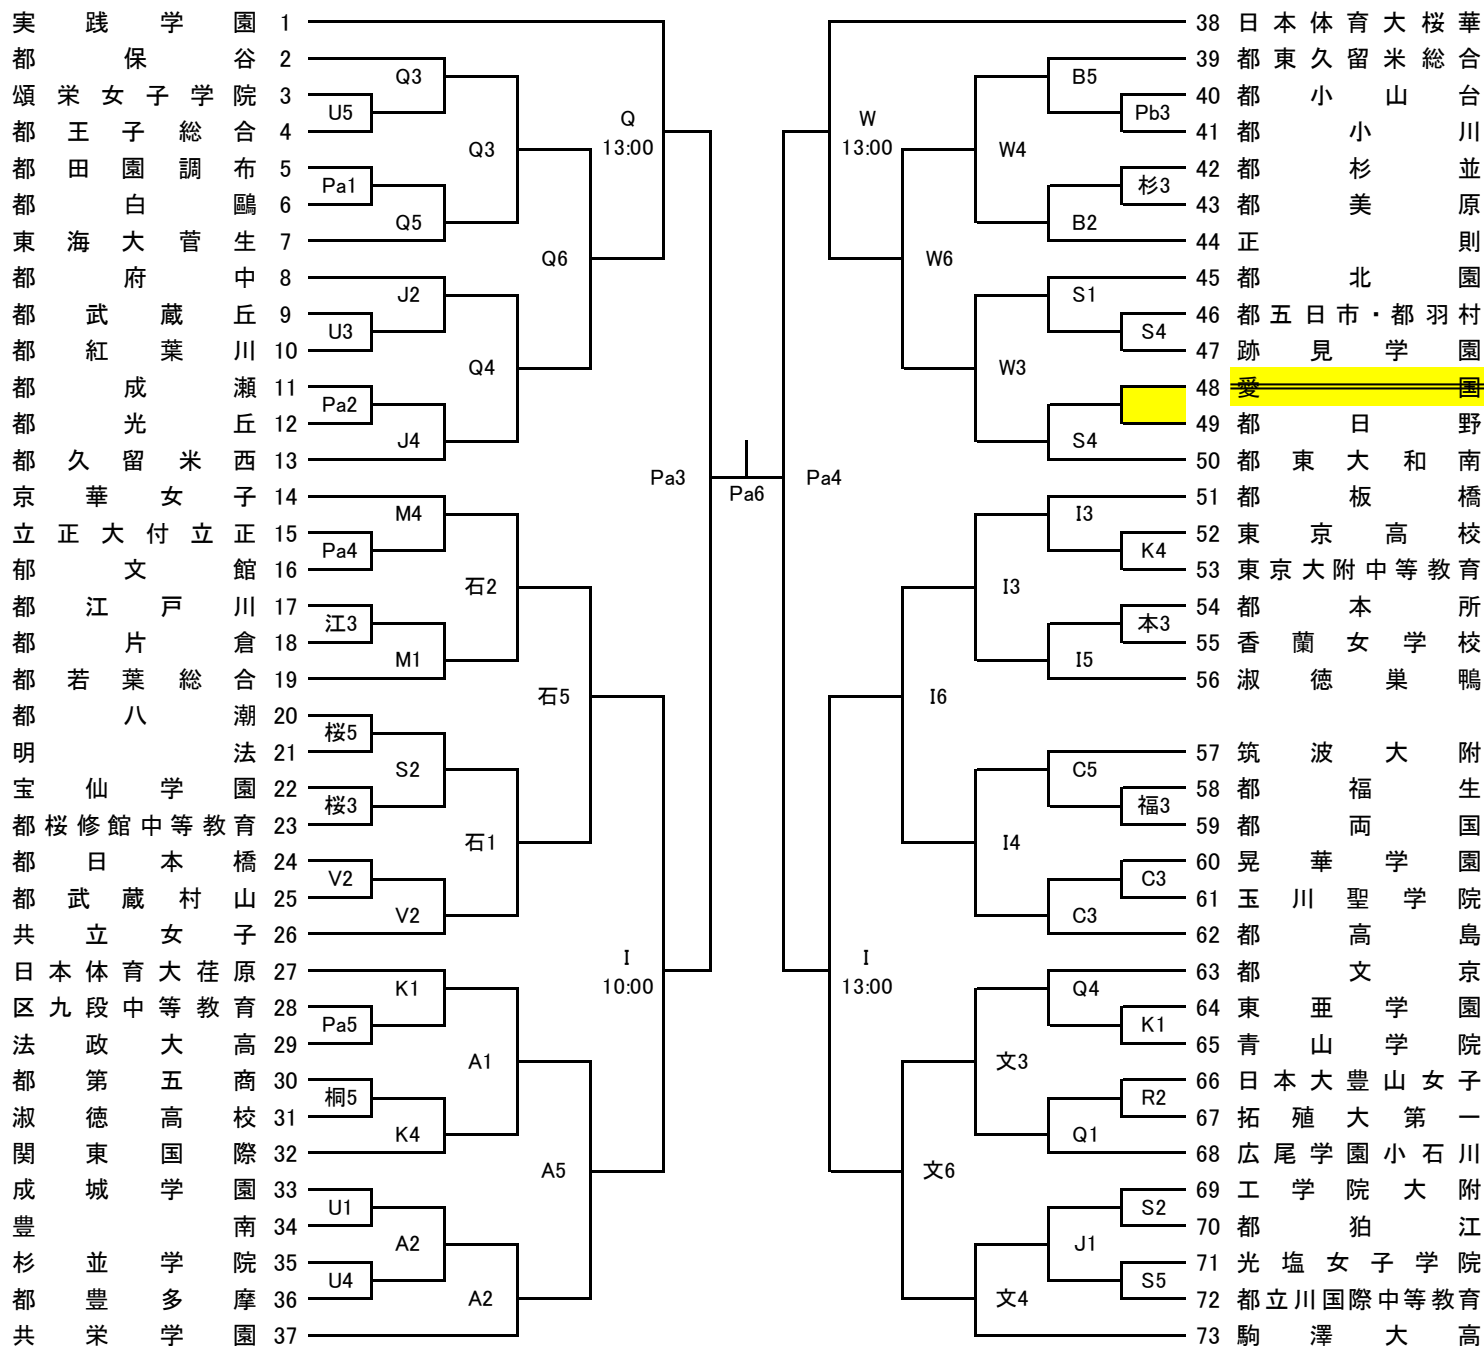 実践学園 1
都保谷 2
頌栄女子学院 3
都王子総合 4
都田園調布 5
都白鷗 6
東海大菅生 7
都府中 8
都武蔵丘 9
都紅葉川 10
都成瀬 11
都光丘 12
都久留米西 13
京華女子 14
立正大付立正 15
郁文館 16
都江戸川 17
都片倉 18
都若葉総合 19
都八潮 20
明法 21
宝仙学園 22
都桜修館中等教育 23
都日本橋 24
都武蔵村山 25
共立女子 26
日本体育大荏原 27
区九段中等教育 28
法政大高 29
都第五商 30
淑徳高校 31
関東国際 32
成城学園 33
豊南 34
杉並学院 35
都豊多摩 36
共栄学園 37
U5
Pa1
U3
Pa2
Pa4
江3
桜5
桜3
V2
Pa5
桐5
U1
U4
Q3
Q5
J2
J4
M4
M1
S2
V2
K1
K4
A2
Q3
Q4
石2
石1
A1
A2
Q6
石5
A5
Q
13:00
I
10:00
Pa3
Pa6
Pa4
W
13:00
I
13:00
W6
I6
文6
W4
W3
I3
I4
文3
文4
B5
B2
S1
S4
I3
I5
C5
C3
Q4
Q1
J1
Pb3
杉3
S4
K4
本3
福3
C3
K1
R2
S2
S5
38 日本体育大桜華
39 都東久留米総合
40 都小山台
41 都小川
42 都杉並
43 都美原
44 正則
45 都北園
46 都五日市・都羽村
47 跡見学園
48 愛国
49 都日野
50 都東大和南
51 都板橋
52 東京高校
53 東京大附中等教育
54 都本所
55 香蘭女学校
56 淑徳巣鴨
57 筑波大附
58 都福生
59 都両国
60 晃華学園
61 玉川聖学院
62 都高島
63 都文京
64 東亜学園
65 青山学院
66 日本大豊山女子
67 拓殖大第一
68 広尾学園小石川
69 工学院大附
70 都狛江
71 光塩女子学院
72 都立川国際中等教育
73 駒澤大高